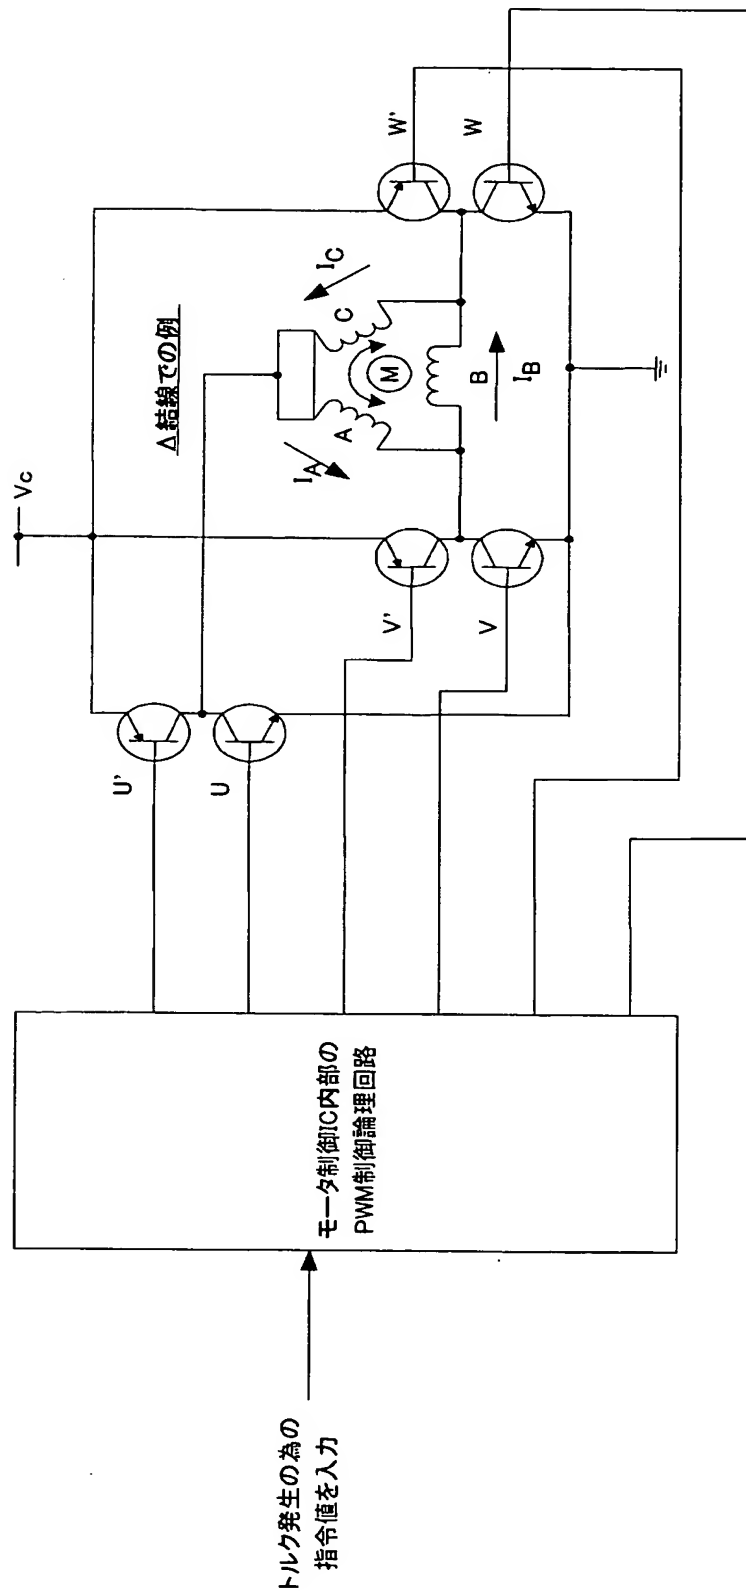 トルク発生の為の
指令値を入力
モータ制御IC内部の
PWM制御論理回路
U'
U
V'
V
W'
W
Vc
Δ結線での例
IA
A
IC
C
M
B
IB